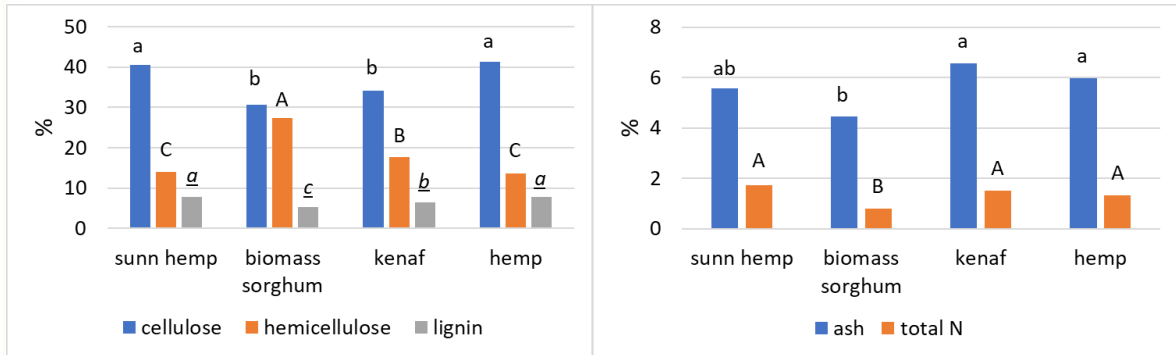 50
40
30
20
10
0
%
a
C
a
b
A
c
b
B
b
a
C
a
sunn hemp
biomass
sorghum
kenaf
hemp
cellulose hemicellulose lignin
8
6
4
2
0
%
ab
A
b
B
a
A
a
A
sunn hemp
biomass
sorghum
kenaf
hemp
ash total N